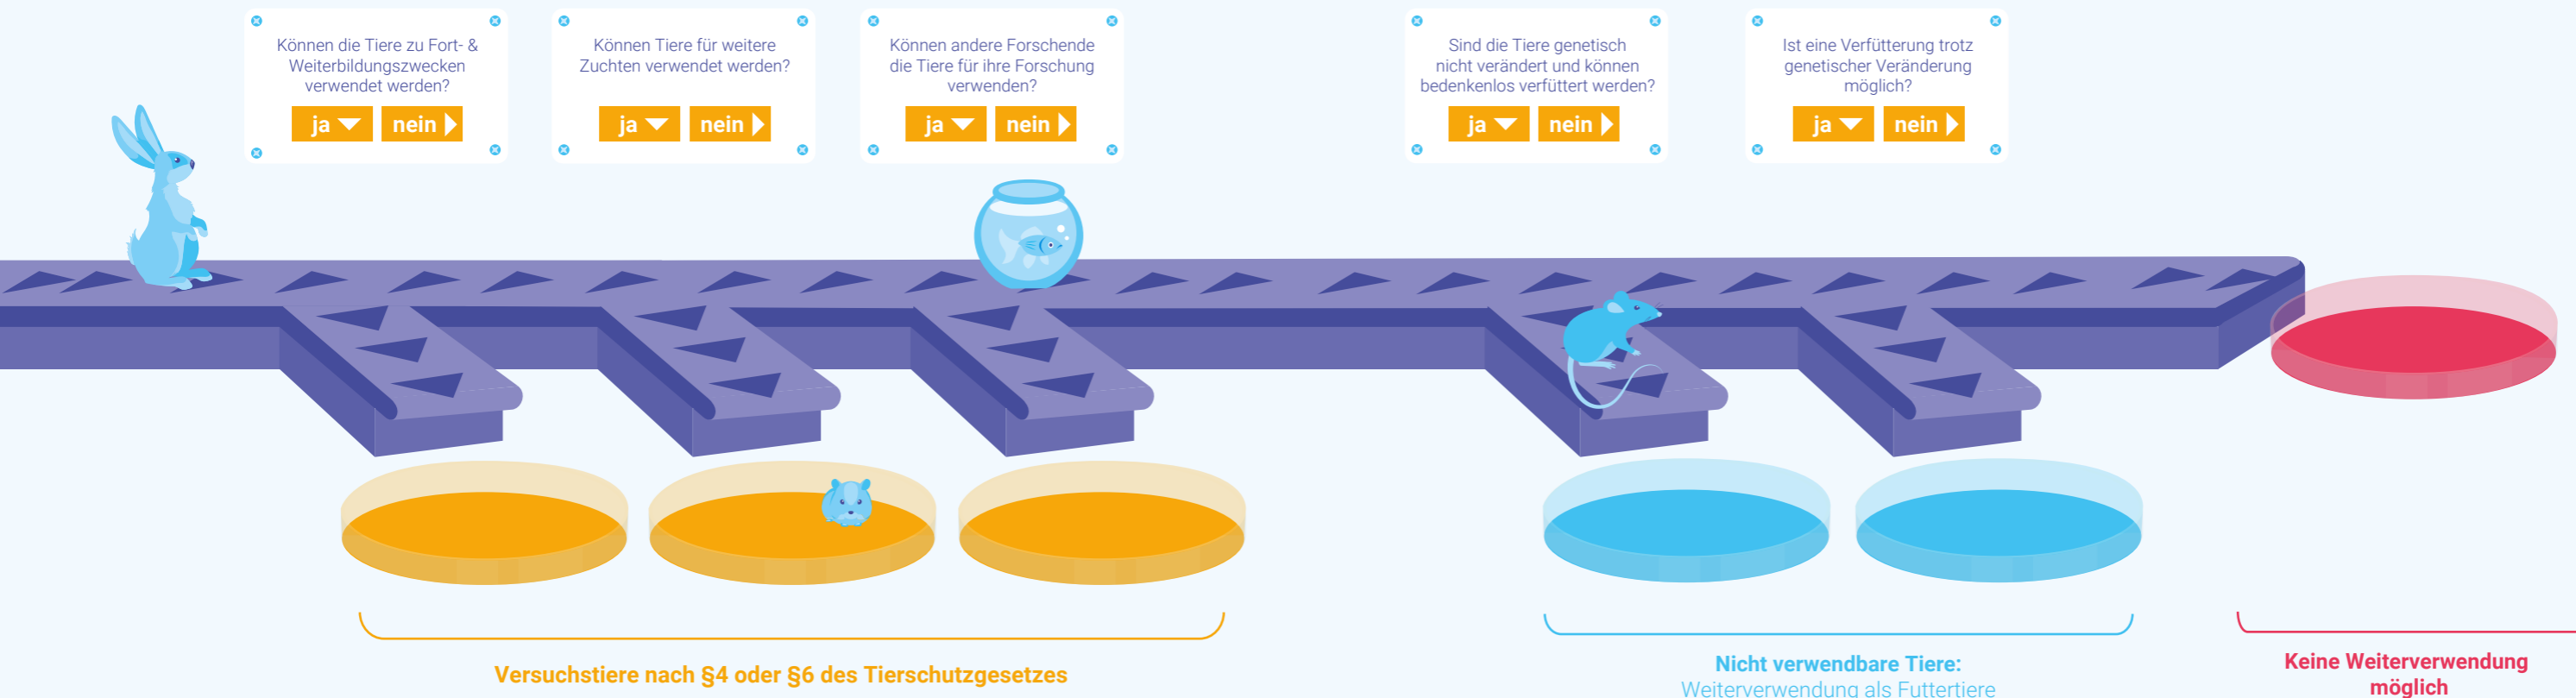 Können die Tiere zu Fort- &
Weiterbildungszwecken
verwendet werden?
ja
nein
Können Tiere für weitere
Zuchten verwendet werden?
ja
nein
Können andere Forschende
die Tiere für ihre Forschung
verwenden?
ja
nein
Sind die Tiere genetisch
nicht verändert und können
bedenkenlos verfüttert werden?
ja
nein
Ist eine Verfütterung trotz
genetischer Veränderung
möglich?
ja
nein
Versuchstiere nach §4 oder §6 des Tierschutzgesetzes
Nicht verwendbare Tiere:
Weiterverwendung als Futtertiere
Keine Weiterverwendung
möglich